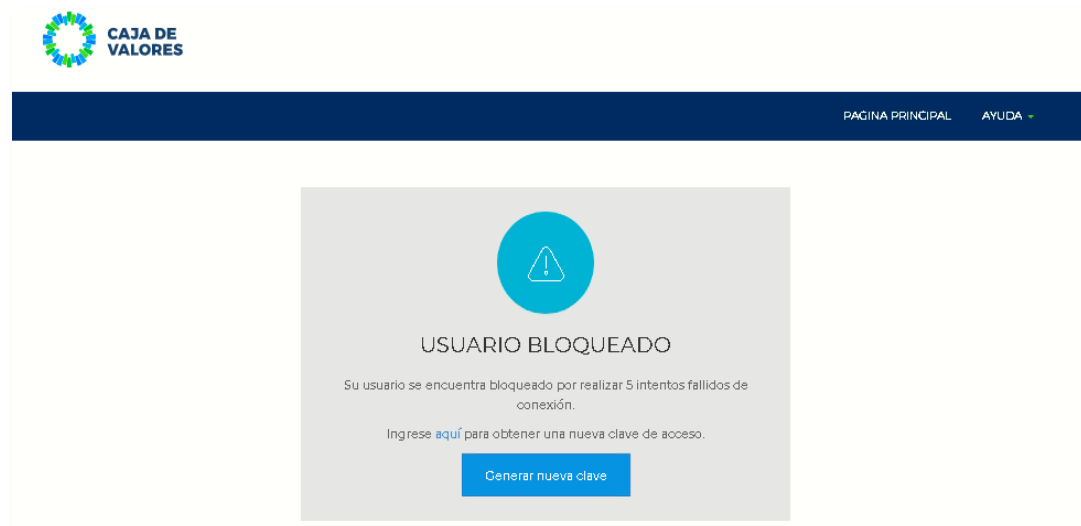 CAJA DE
VALORES
PAGINA PRINCIPAL AYUDA
USUARIO BLOQUEADO
Su usuario se encuentra bloqueado por realizar 5 intentos fallidos de
conexión.
Ingrese aquí para obtener una nueva clave de acceso.
Generar nueva clave